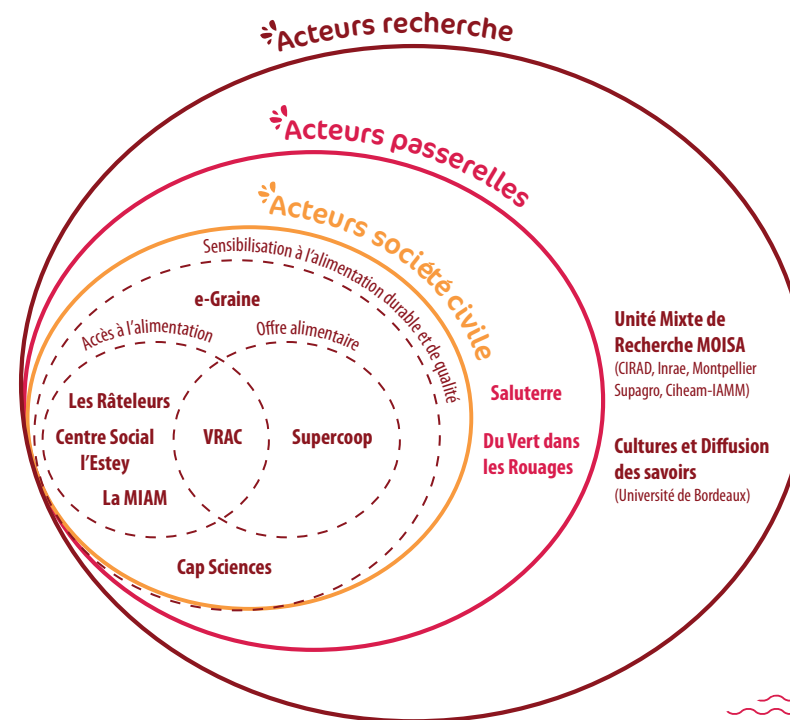 Acteurs recherche
Acteurs passerelles
Acteurs société civile
Sensibilisation à l'alimentation durable et de qualité
e-Graine
Accès à l'alimentation
Offre alimentaire
Les Râteleurs
Centre Social
l'Estey
La MIAM
VRAC
Supercoop
Cap Sciences
Saluterre
Du Vert dans
les Rouages
Unité Mixte de
Recherche MOISA
(CIRAD, Inrae, Montpellier
Supagro, Ciheam-IAMM)
Cultures et Diffusion
des savoirs
(Université de Bordeaux)